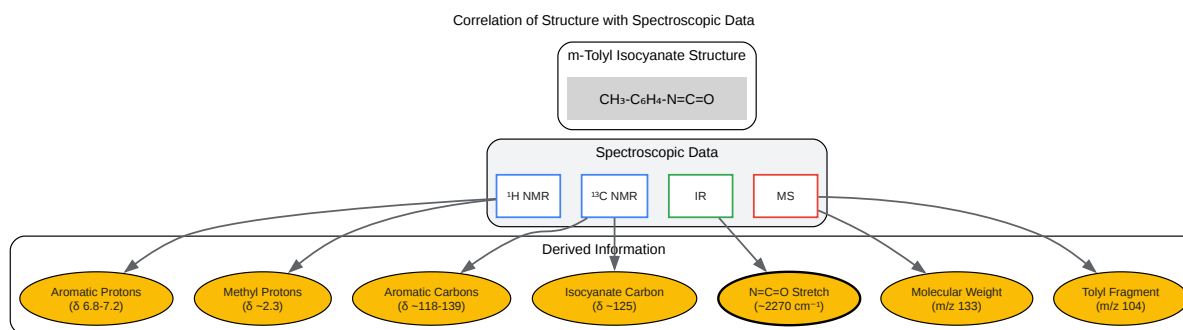 Correlation of Structure with Spectroscopic Data
m-Tolyl Isocyanate Structure
CH₃-C₆H₄-N=C=O
Spectroscopic Data
¹H NMR
¹³C NMR
IR
MS
Derived Information
Aromatic Protons
(δ 6.8-7.2)
Methyl Protons
(δ ~2.3)
Aromatic Carbons
(δ ~118-139)
Isocyanate Carbon
(δ ~125)
N=C=O Stretch
(~2270 cm⁻¹)
Molecular Weight
(m/z 133)
Tolyl Fragment
(m/z 104)